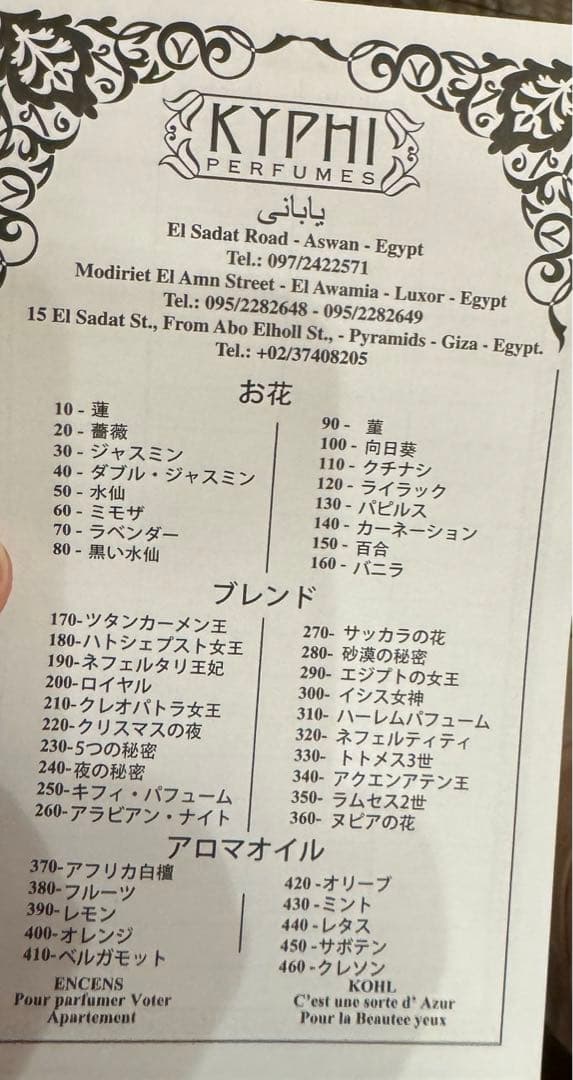 KYPHI
PERFUMES
ياباني
El Sadat Road - Aswan - Egypt
Tel.: 097/2422571
Modiriet El Amn Street - El Awamia - Luxor - Egypt
Tel.: 095/2282648 - 095/2282649
15 El Sadat St., From Abo Elholl St., - Pyramids - Giza - Egypt.
Tel.: +02/37408205
お花
10 - 蓮
20 - 薔薇
30 - ジャスミン
40 - ダブル・ジャスミン
50 - 水仙
60 - ミモザ
70 - ラベンダー
80 - 黒い水仙
90 - 菫
100 - 向日葵
110 - クチナシ
120 - ライラック
130 - パピルス
140 - カーネーション
150 - 百合
160 - バニラ
ブレンド
170-ツタンカーメン王
180-ハトシェプスト女王
190-ネフェルタリ王妃
200-ロイヤル
210-クレオパトラ女王
220-クリスマスの夜
230-5つの秘密
240-夜の秘密
250-キフィ・パフューム
260-アラビアン・ナイト
270- サッカラの花
280- 砂漠の秘密
290- エジプトの女王
300- イシス女神
310- ハーレムパフューム
320- ネフェルティティ
330- トトメス3世
340- アクエンアテン王
350- ラムセス2世
360- ヌピアの花
アロマオイル
370-アフリカ白檀
380-フルーツ
390-レモン
400-オレンジ
410-ベルガモット
420 -オリーブ
430 -ミント
440 -レタス
450 -サボテン
460 -クレソン
ENCENS
Pour parfumer Voter
Apartement
KOHL
C'est une sorte d' Azur
Pour la Beautee yeux